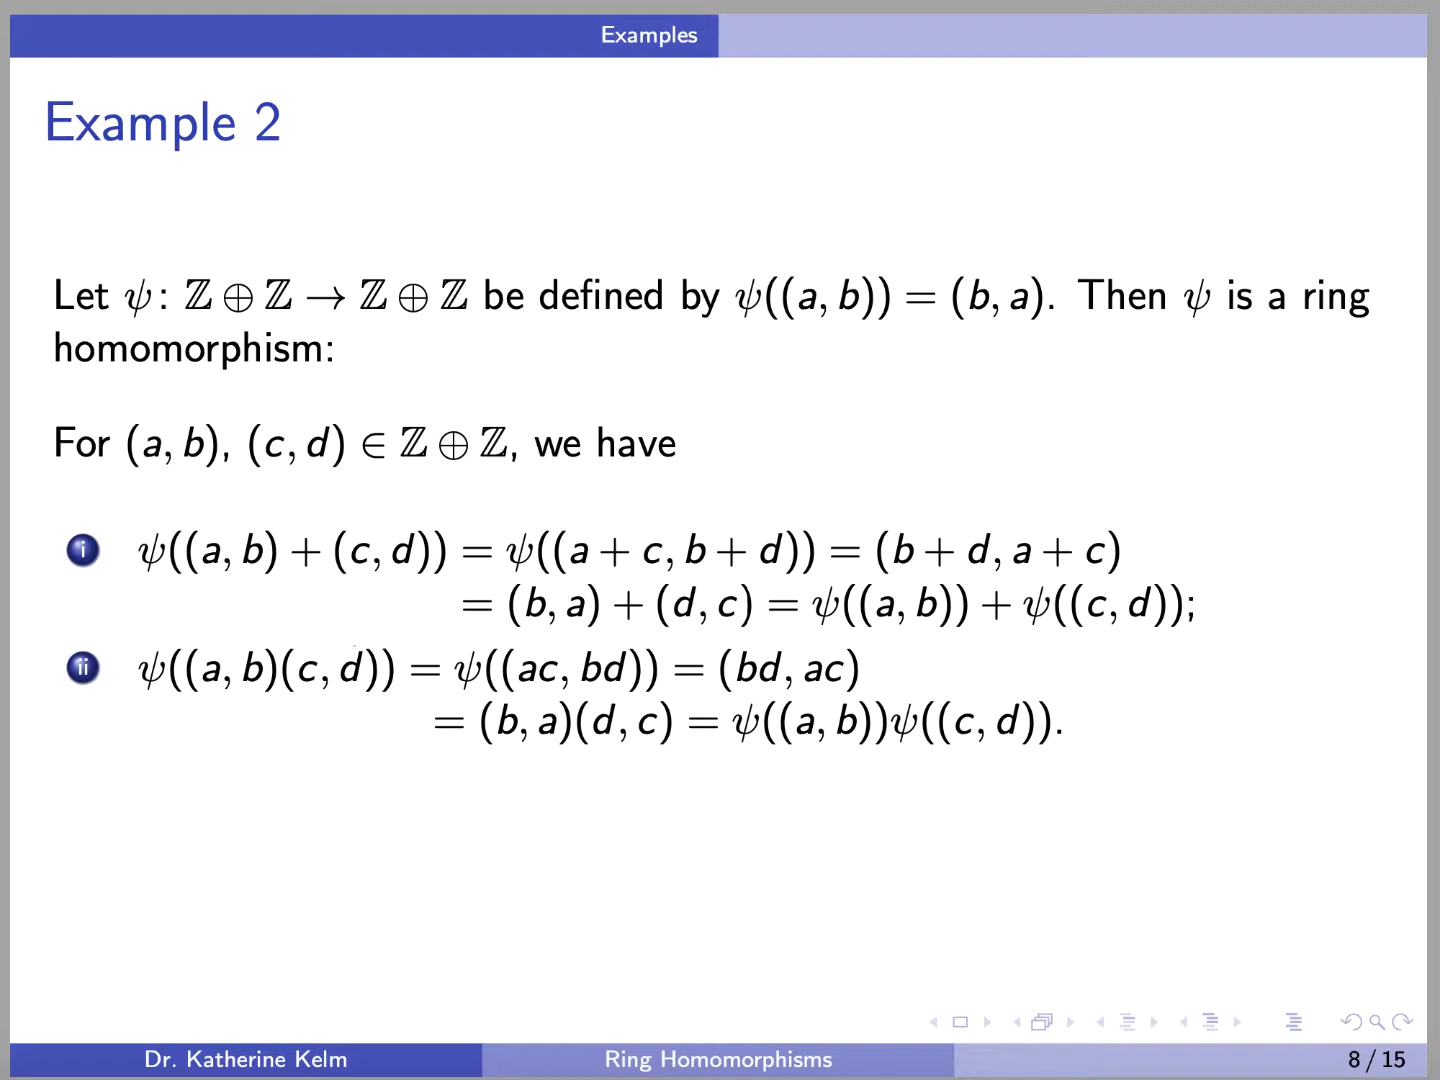 Examples
Example 2
Let ψ: ℤ ⊕ ℤ → ℤ ⊕ ℤ be defined by ψ((a, b)) = (b, a). Then ψ is a ring
homomorphism:
For (a, b), (c, d) ∈ ℤ ⊕ ℤ, we have
i ψ((a, b) + (c, d)) = ψ((a + c, b + d)) = (b + d, a + c)
= (b, a) + (d, c) = ψ((a, b)) + ψ((c, d));
ii ψ((a, b)(c, d)) = ψ((ac, bd)) = (bd, ac)
= (b, a)(d, c) = ψ((a, b))ψ((c, d)).
Dr. Katherine Kelm Ring Homomorphisms 8 / 15